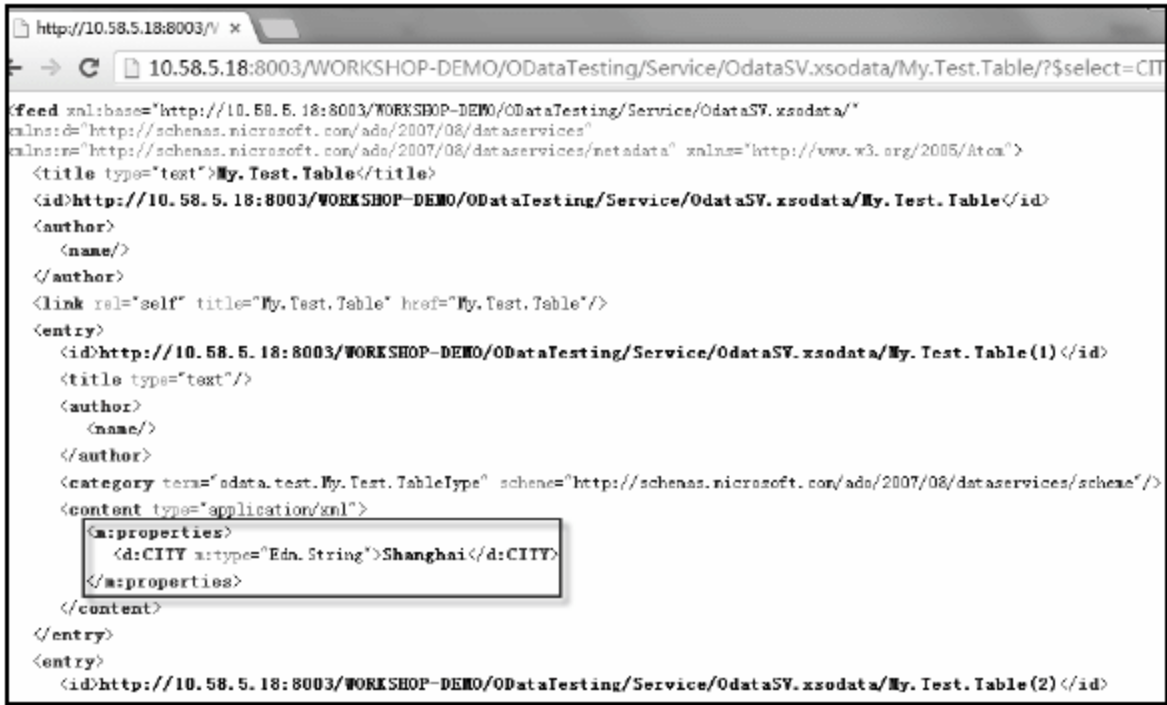 http://10.58.5.18:8003/V ×
10.58.5.18:8003/WORKSHOP-DEMO/ODataTesting/Service/OdataSV.xsodata/My.Test.Table/?$select=CIT
<feed xml:base="http://10.58.5.18:8003/WORKSHOP-DEMO/ODataTesting/Service/OdataSV.xsodata/"
xmlns:d="http://schemas.microsoft.com/ado/2007/08/dataservices"
xmlns:m="http://schemas.microsoft.com/ado/2007/08/dataservices/metadata" xmlns="http://www.w3.org/2005/Atom">
<title type="text">My.Test.Table</title>
<id>http://10.58.5.18:8003/WORKSHOP-DEMO/ODataTesting/Service/OdataSV.xsodata/My.Test.Table</id>
<author>
<name/>
</author>
<link rel="self" title="My.Test.Table" href="My.Test.Table"/>
<entry>
<id>http://10.58.5.18:8003/WORKSHOP-DEMO/ODataTesting/Service/OdataSV.xsodata/My.Test.Table(1)</id>
<title type="text"/>
<author>
<name/>
</author>
<category term="odata.test.My.Test.TableType" scheme="http://schemas.microsoft.com/ado/2007/08/dataservices/scheme"/>
<content type="application/xml">
<m:properties>
<d:CITY m:type="Edm.String">Shanghai</d:CITY>
</m:properties>
</content>
</entry>
<entry>
<id>http://10.58.5.18:8003/WORKSHOP-DEMO/ODataTesting/Service/OdataSV.xsodata/My.Test.Table(2)</id>